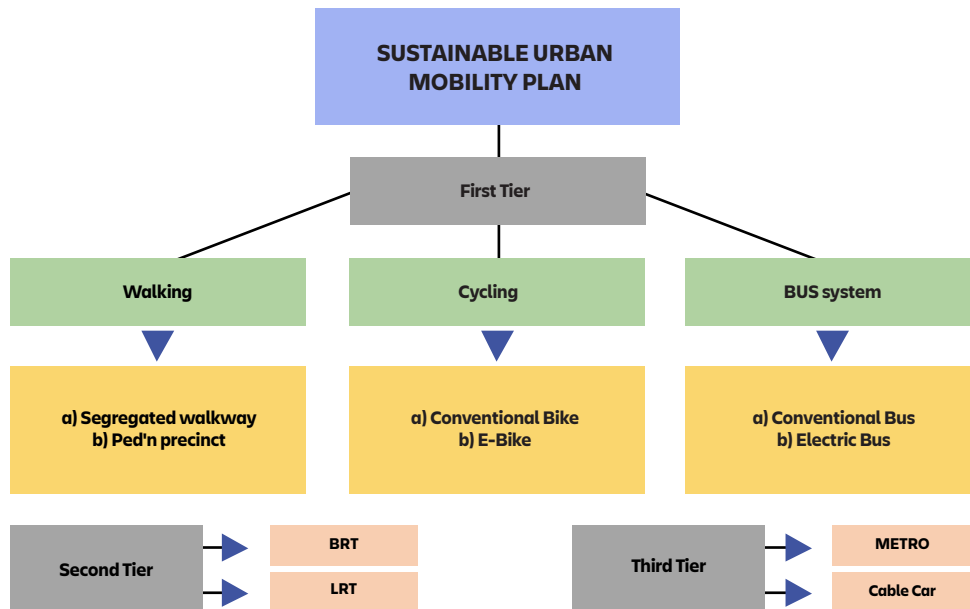 SUSTAINABLE URBAN
MOBILITY PLAN
First Tier
Walking
Cycling
BUS system
a) Segregated walkway
b) Ped'n precinct
a) Conventional Bike
b) E-Bike
a) Conventional Bus
b) Electric Bus
Second Tier
BRT
LRT
Third Tier
METRO
Cable Car